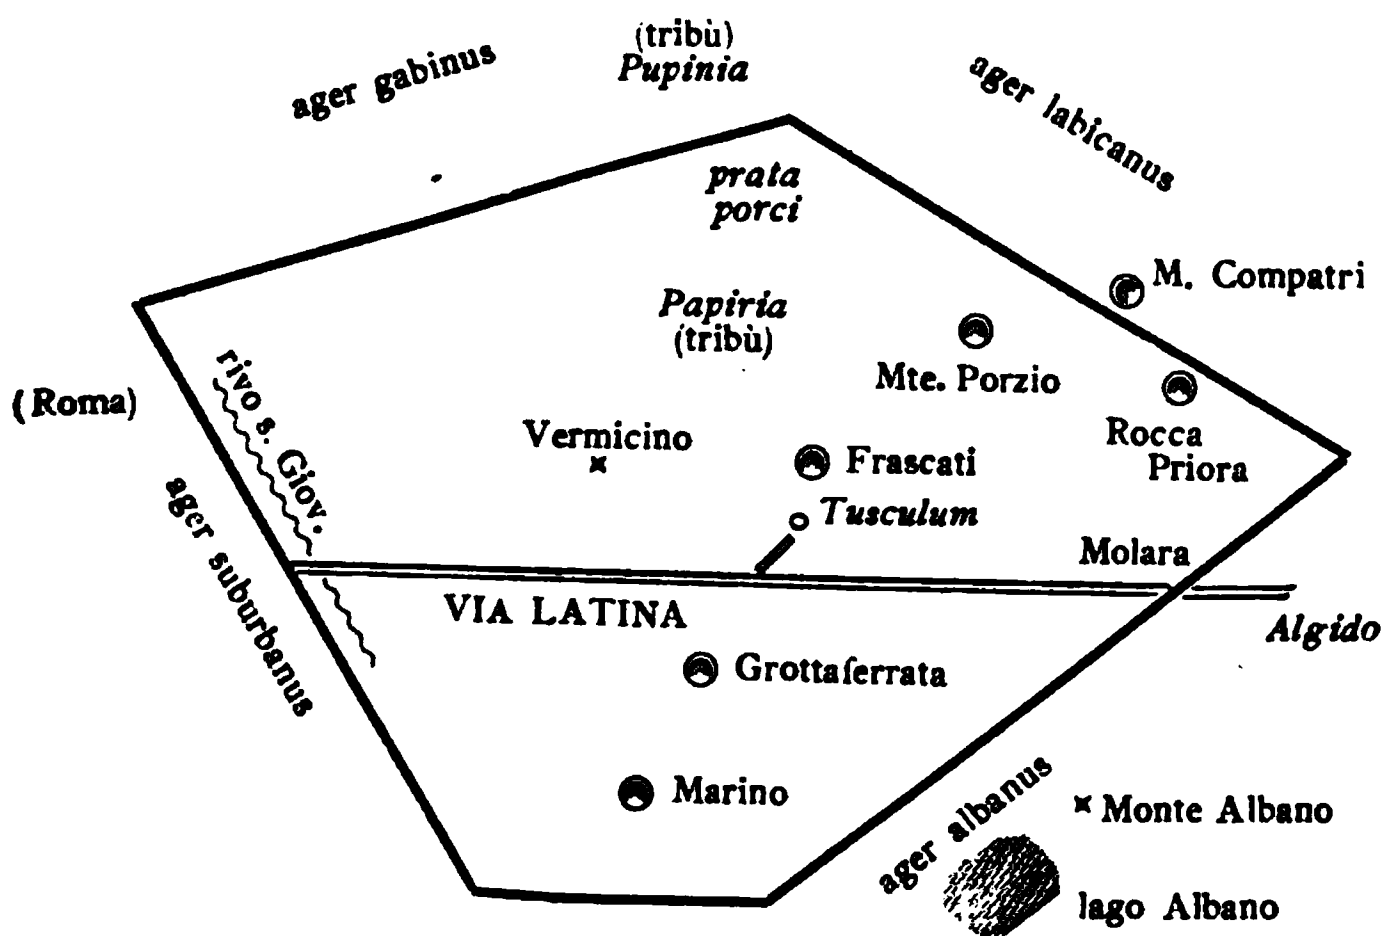 (tribù)
Pupinia
ager gabinus
ager labicanus
prata
porci
M. Compatri
Papiria
(tribù)
Mte. Porzio
(Roma)
rivo s. Giov.
Vermicino
Rocca
Priora
Frascati
ager suburbanus
Tusculum
Molara
VIA LATINA
Algido
Grottaferrata
Marino
ager albanus
Monte Albano
lago Albano